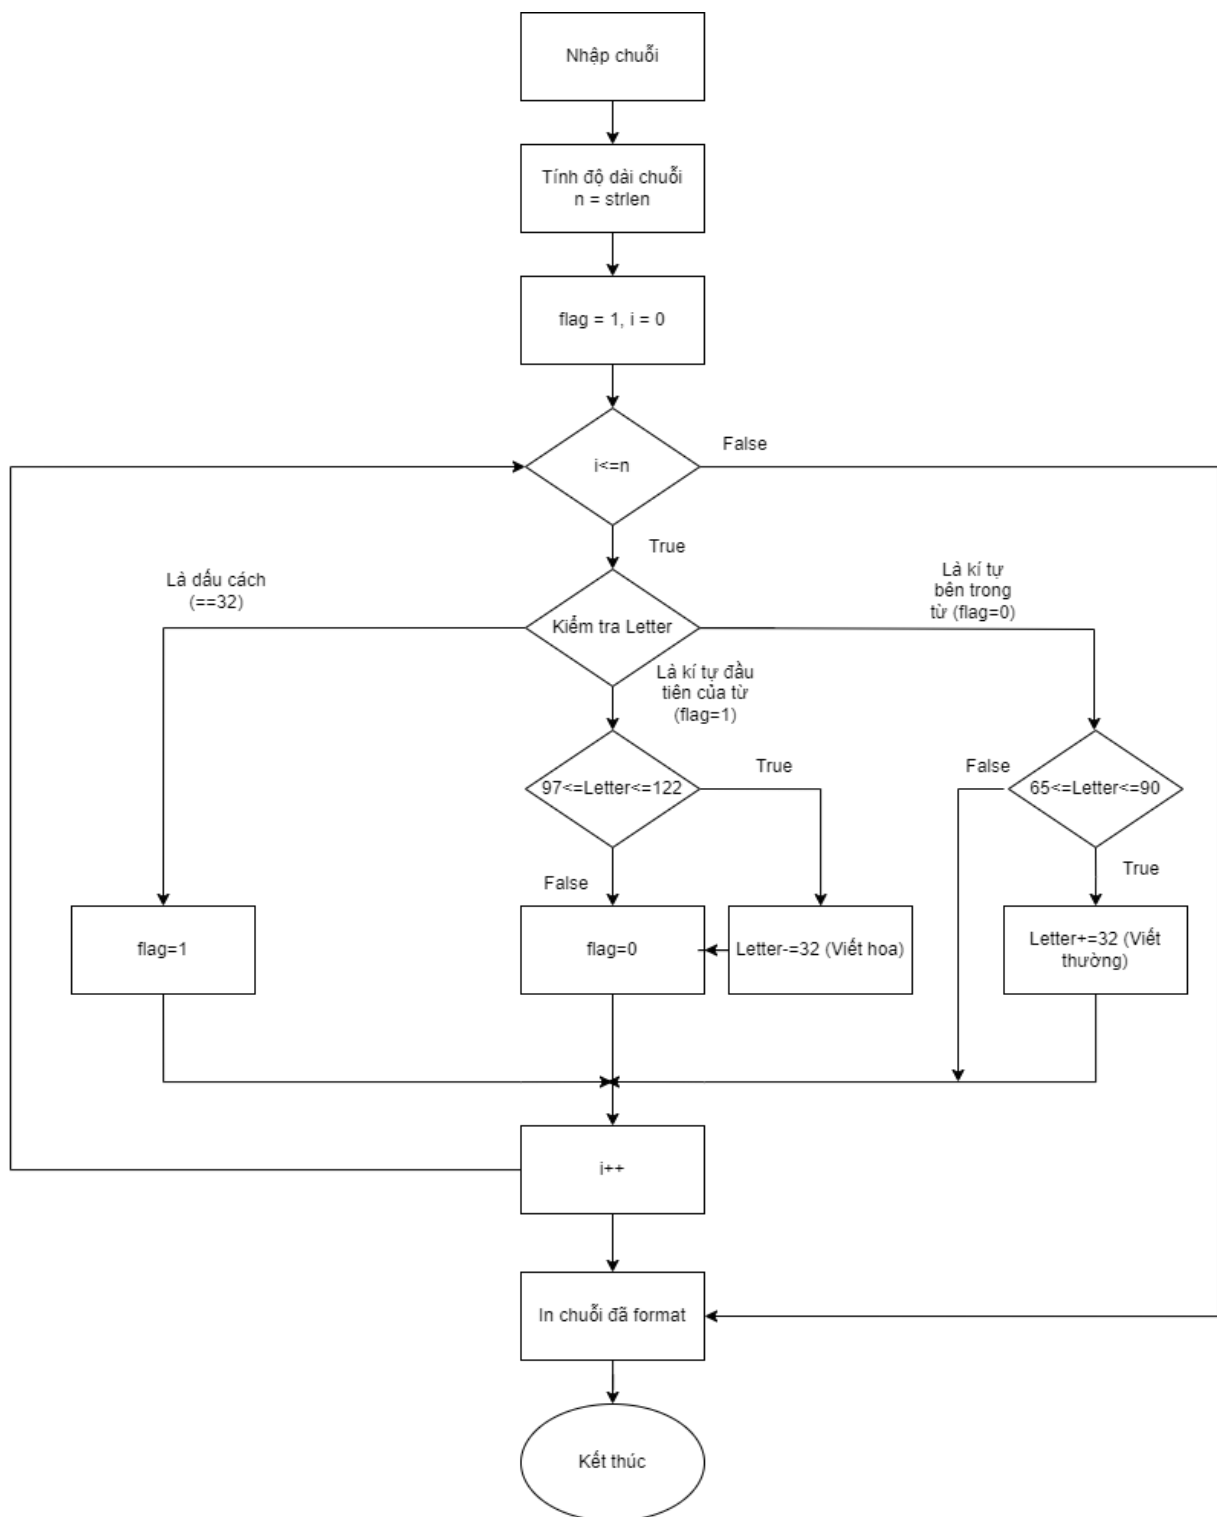 Nhập chuỗi
Tính độ dài chuỗi
n = strlen
flag = 1, i = 0
False
i<=n
True
Là dấu cách
(==32)
Là kí tự
bên trong
từ (flag=0)
Kiểm tra Letter
Là kí tự đầu
tiên của từ
(flag=1)
97<=Letter<=122
True
False
65<=Letter<=90
False
True
flag=1
flag=0
Letter-=32 (Viết hoa)
Letter+=32 (Viết
thường)
i++
In chuỗi đã format
Kết thúc